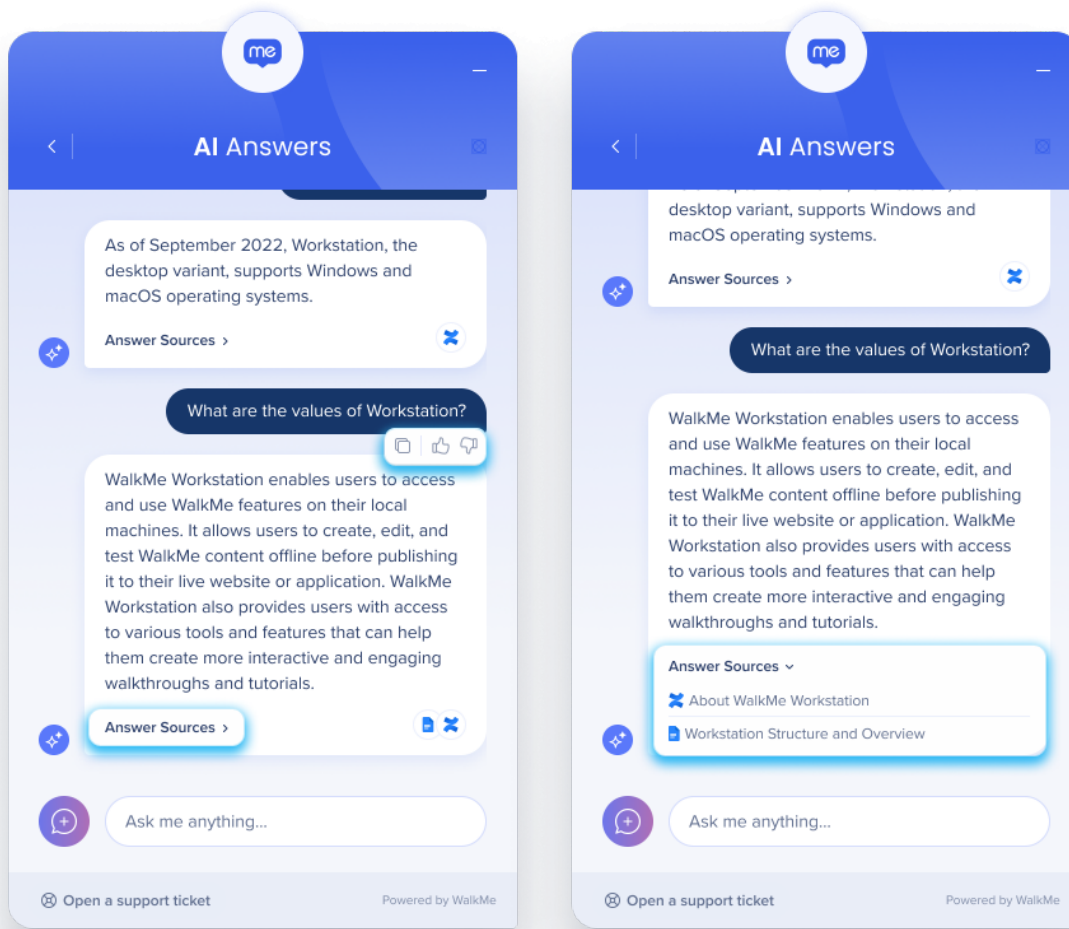 me
AI Answers
As of September 2022, Workstation, the
desktop variant, supports Windows and
macOS operating systems.
Answer Sources >
What are the values of Workstation?
WalkMe Workstation enables users to access
and use WalkMe features on their local
machines. It allows users to create, edit, and
test WalkMe content offline before publishing
it to their live website or application. WalkMe
Workstation also provides users with access
to various tools and features that can help
them create more interactive and engaging
walkthroughs and tutorials.
Answer Sources >
Ask me anything...
Open a support ticket
Powered by WalkMe
me
AI Answers
desktop variant, supports Windows and
macOS operating systems.
Answer Sources >
What are the values of Workstation?
WalkMe Workstation enables users to access
and use WalkMe features on their local
machines. It allows users to create, edit, and
test WalkMe content offline before publishing
it to their live website or application. WalkMe
Workstation also provides users with access
to various tools and features that can help
them create more interactive and engaging
walkthroughs and tutorials.
Answer Sources
About WalkMe Workstation
Workstation Structure and Overview
Ask me anything...
Open a support ticket
Powered by WalkMe